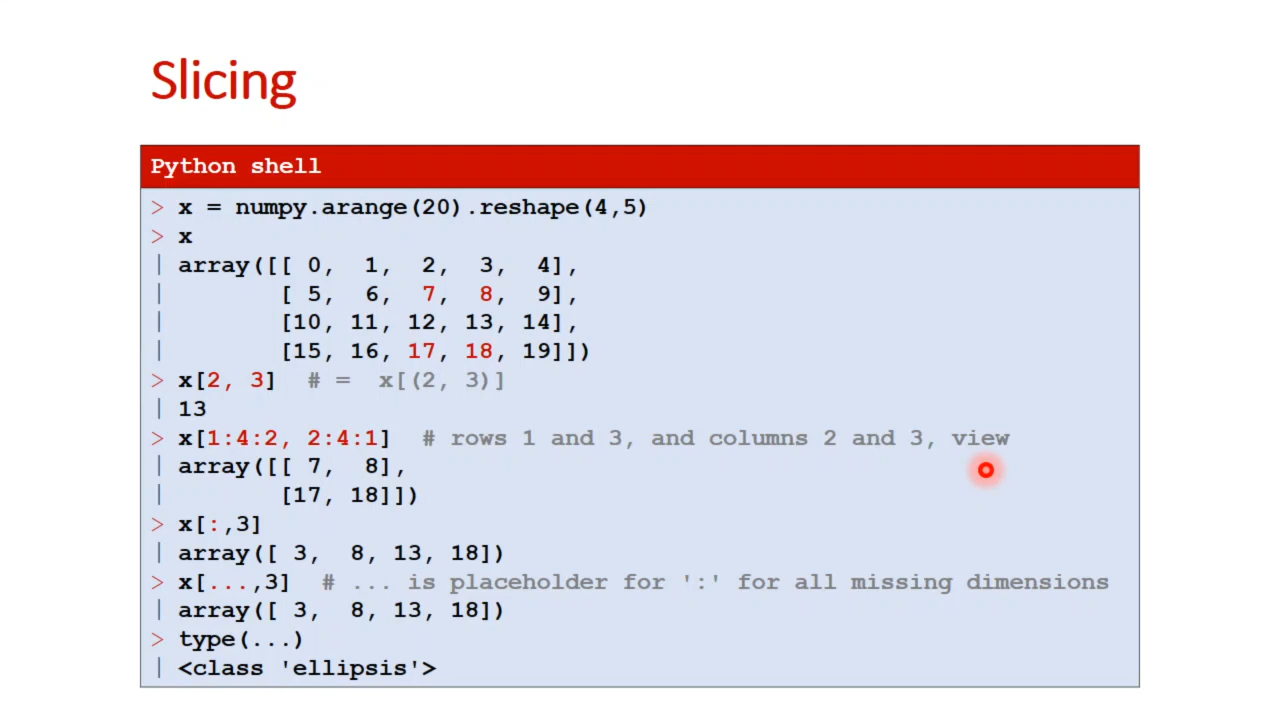 Slicing
Python shell
> x = numpy.arange(20).reshape(4,5)
> x
| array([[ 0,  1,  2,  3,  4],
|        [ 5,  6,  7,  8,  9],
|        [10, 11, 12, 13, 14],
|        [15, 16, 17, 18, 19]])
> x[2, 3]  # =  x[(2, 3)]
| 13
> x[1:4:2, 2:4:1]  # rows 1 and 3, and columns 2 and 3, view
| array([[ 7,  8],
|        [17, 18]])
> x[:,3]
| array([ 3,  8, 13, 18])
> x[...,3]  # ... is placeholder for ':' for all missing dimensions
| array([ 3,  8, 13, 18])
> type(...)
| <class 'ellipsis'>